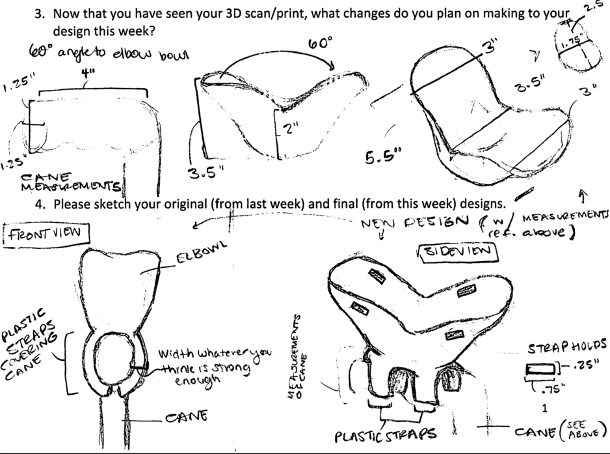 3. Now that you have seen your 3D scan/print, what changes do you plan on making to your
design this week?
60° angle to elbow bowl
1.25"
4"
1.25"
CANE
MEASUREMENTS
60°
2"
3.5"
3"
3.5"
3"
5.5"
2.5
1.75"
4. Please sketch your original (from last week) and final (from this week) designs.
NEW DESIGN (w/ MEASUREMENTS
ref. above)
FRONT VIEW
ELBOWL
PLASTIC
STRAPS
COVERING
CANE
Width whatever you
think is strong
enough
CANE
SIDEVIEW
MEASUREMENTS
OF CANE
PLASTIC STRAPS
STRAP HOLDS
.25"
.75"
1
CANE (SEE
ABOVE)